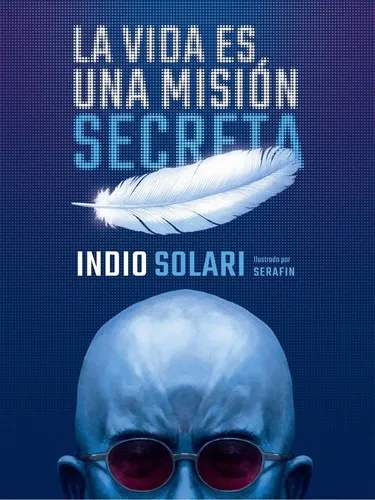 LA VIDA ES
UNA MISIÓN
SECRETA
INDIO SOLARI
Ilustrado por
SERAFIN